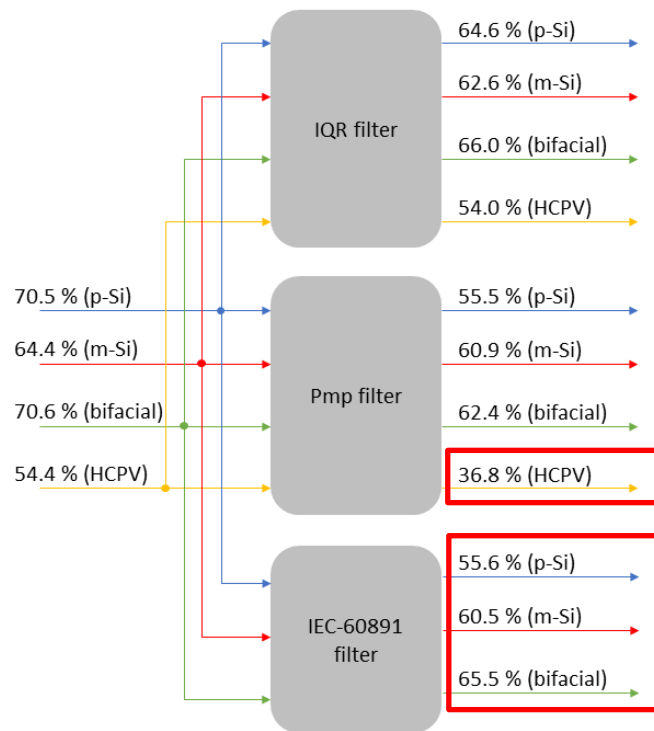 64.6 % (p-Si)
62.6 % (m-Si)
IQR filter
66.0 % (bifacial)
54.0 % (HCPV)
70.5 % (p-Si)
55.5 % (p-Si)
64.4 % (m-Si)
60.9 % (m-Si)
Pmp filter
70.6 % (bifacial)
62.4 % (bifacial)
54.4 % (HCPV)
36.8 % (HCPV)
55.6 % (p-Si)
60.5 % (m-Si)
IEC-60891
filter
65.5 % (bifacial)